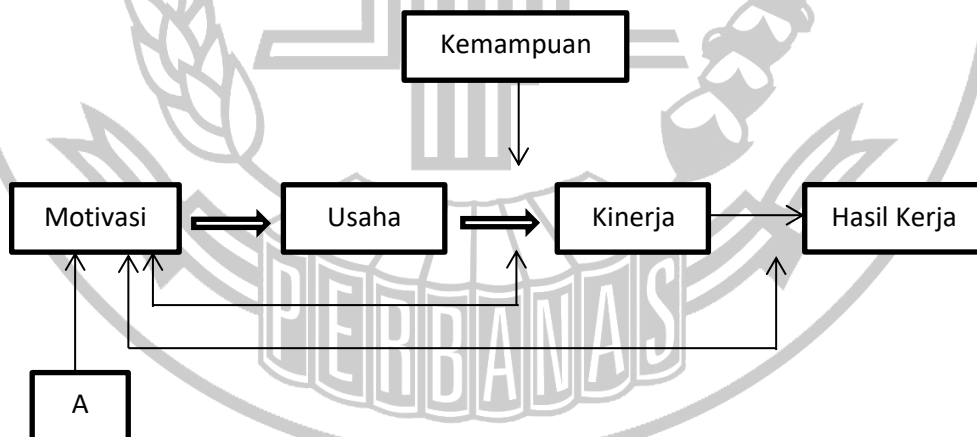 Kemampuan
Motivasi
Usaha
Kinerja
Hasil Kerja
PERBANAS
A